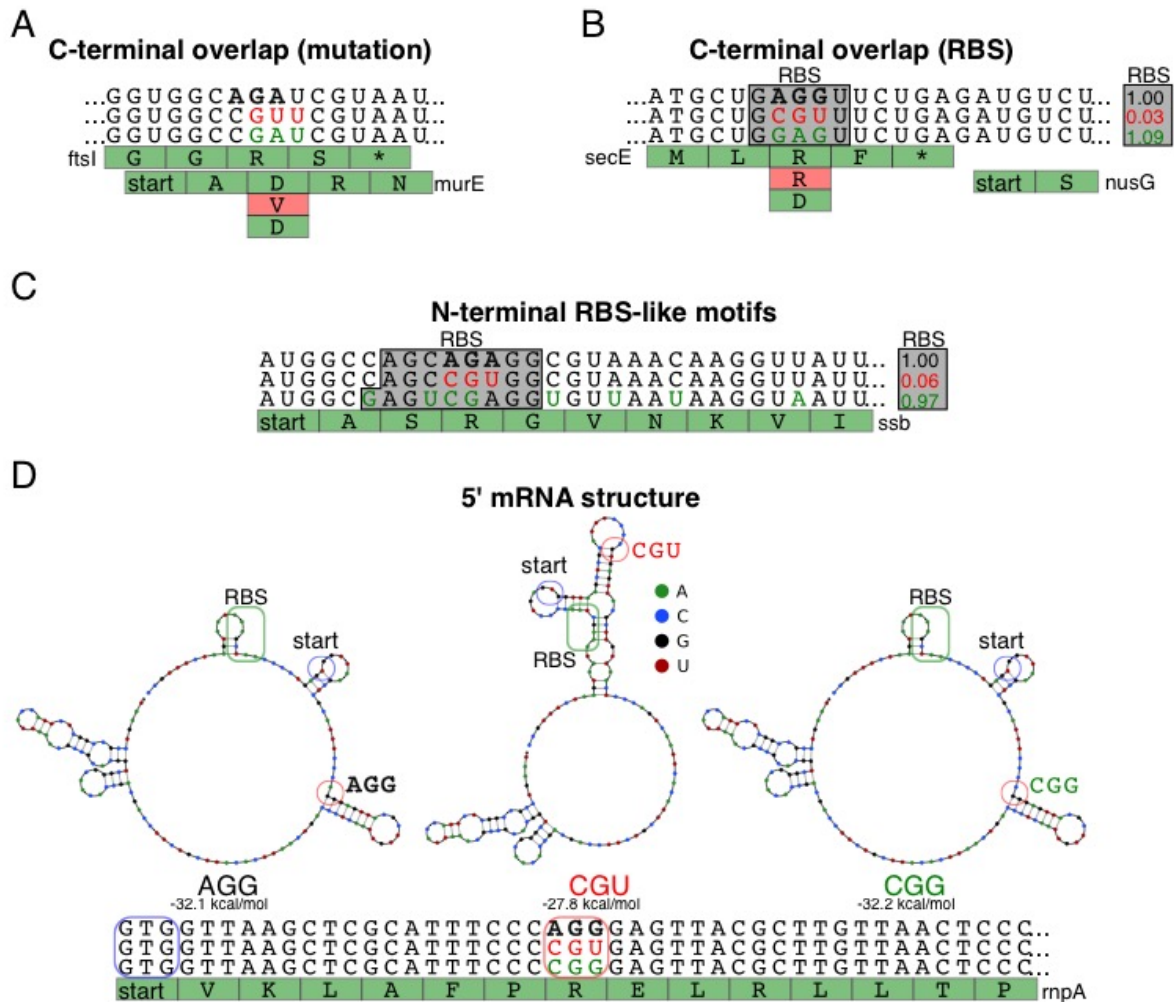 A
C-terminal overlap (mutation)
...GGUGGCAGAUCGUAAU...
...GGUGGCCGUUCGUAAU...
...GGUGGCCGAUCGUAAU...
ftsI G G R S *
start A D R N murE
V
D
B
C-terminal overlap (RBS)
RBS
RBS
...ATGCUGAGGUUCUGAGAUGUCU... 1.00
...ATGCUGCGUUUCUGAGAUGUCU... 0.03
...ATGCUGGAGUUCUGAGAUGUCU... 1.09
secE M L R F *
R
D
start S nusG
C
N-terminal RBS-like motifs
RBS
RBS
AUGGCCAGCAGAGGCGUAAACAAGGUUAUU... 1.00
AUGGCCAGCCGUGGCGUAAACAAGGUUAUU... 0.06
AUGGCGAGUCGAGGUGUUAAUAAGGUAAUU... 0.97
start A S R G V N K V I ssb
D
5' mRNA structure
RBS
start
AGG
AGG
-32.1 kcal/mol
start
CGU
RBS
A
C
G
U
CGU
-27.8 kcal/mol
RBS
start
CGG
CGG
-32.2 kcal/mol
GTGGTTAAGCTCGCATTTCCCAGGGAGTTACGCTTGTTAACTCCC...
GTGGTTAAGCTCGCATTTCCCCGUGAGTTACGCTTGTTAACTCCC...
GTGGTTAAGCTCGCATTTCCCCGGGAGTTACGCTTGTTAACTCCC...
start V K L A F P R E L R L L T P rnpA